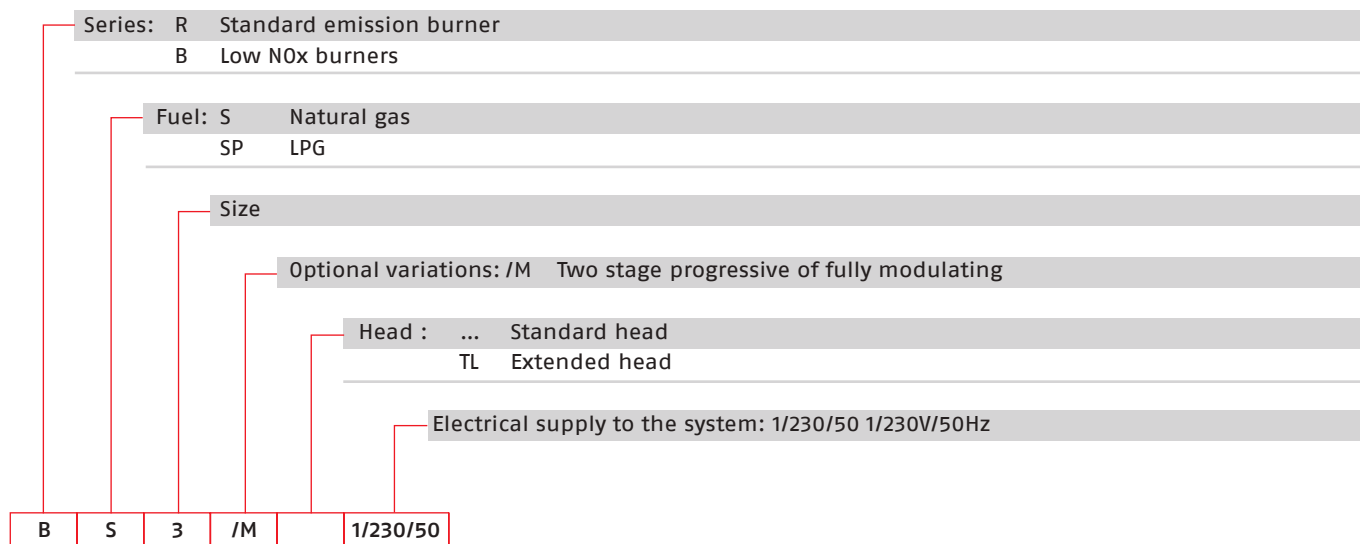 Series: R Standard emission burner
B Low N0x burners
Fuel: S Natural gas
SP LPG
Size
Optional variations: /M Two stage progressive of fully modulating
Head : ... Standard head
TL Extended head
Electrical supply to the system: 1/230/50 1/230V/50Hz
B S 3 /M 1/230/50